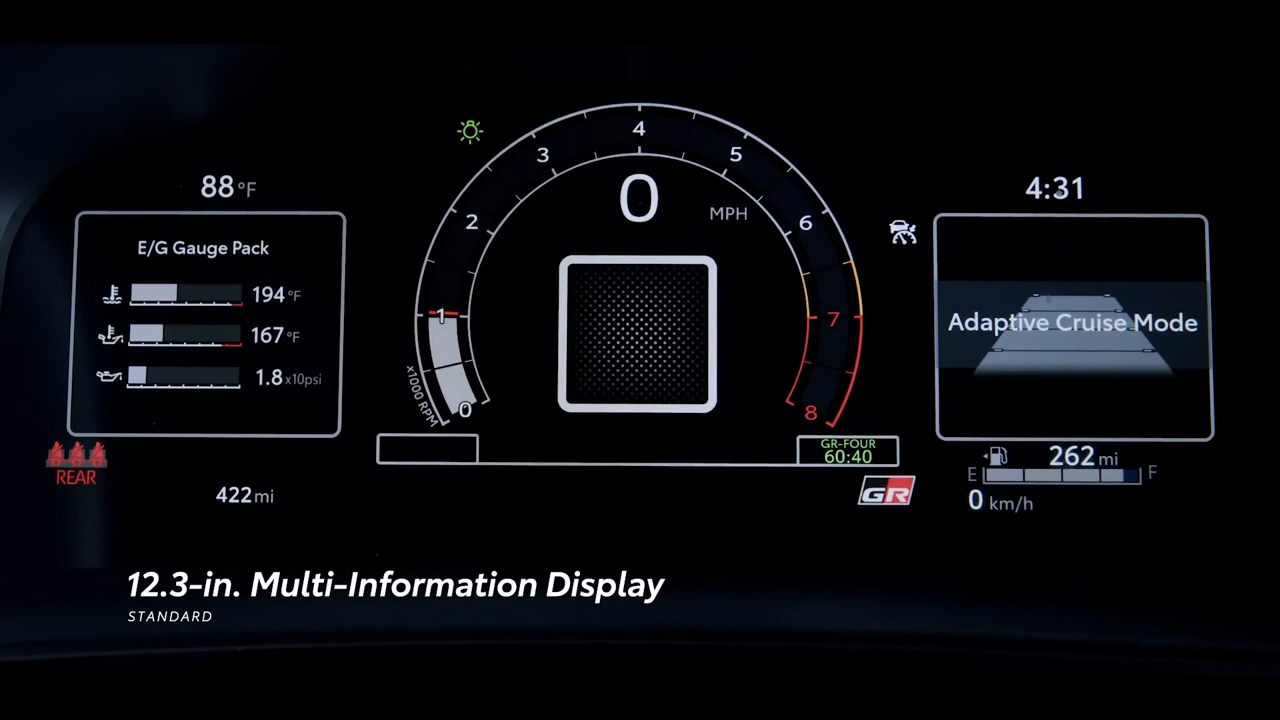 88°F
E/G Gauge Pack
194°F
167°F
1.8x10psi
REAR
422mi
0
1
2
3
4
5
6
7
8
x1000 RPM
0
MPH
GR-FOUR
60:40
GR
4:31
Adaptive Cruise Mode
262mi
E
F
0 km/h
12.3-in. Multi-Information Display
STANDARD